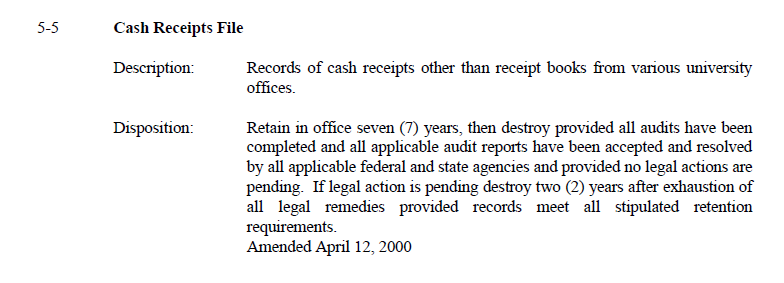 5-5 Cash Receipts File
Description: Records of cash receipts other than receipt books from various university
offices.
Disposition: Retain in office seven (7) years, then destroy provided all audits have been
completed and all applicable audit reports have been accepted and resolved
by all applicable federal and state agencies and provided no legal actions are
pending. If legal action is pending destroy two (2) years after exhaustion of
all legal remedies provided records meet all stipulated retention
requirements.
Amended April 12, 2000